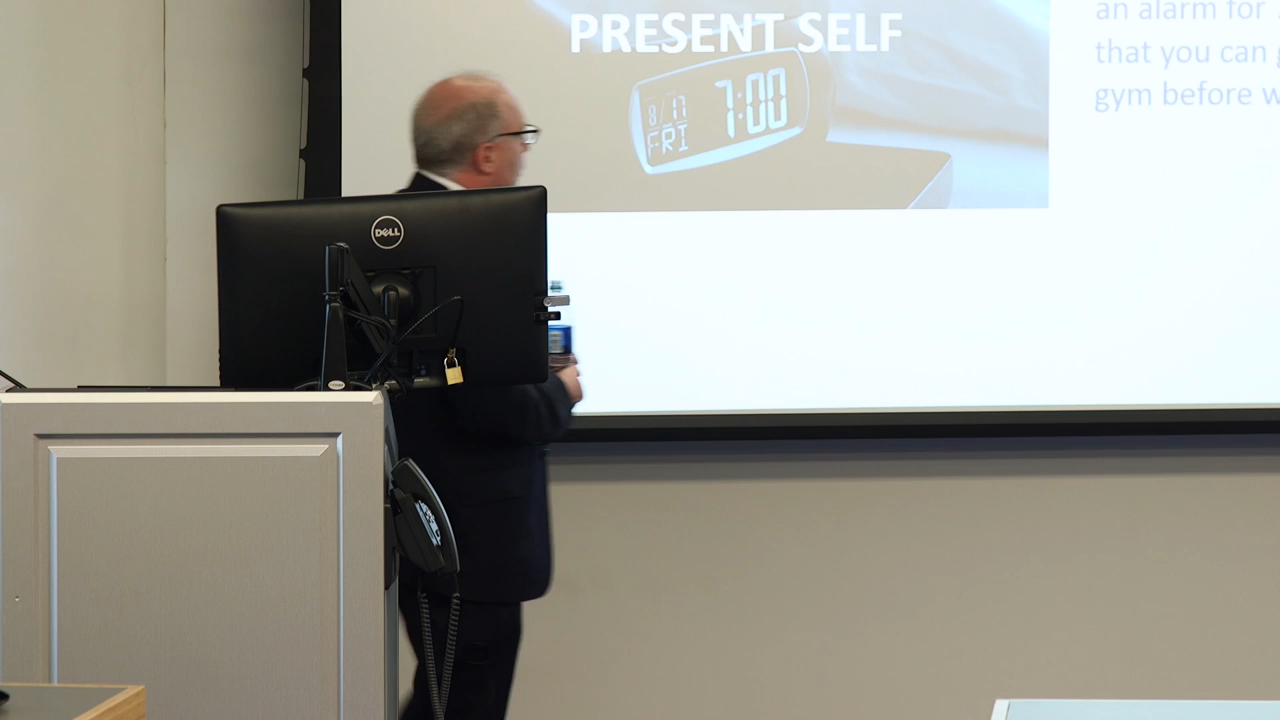 PRESENT SELF
8/17
FRI
7:00
an alarm for
that you can
gym before
DELL